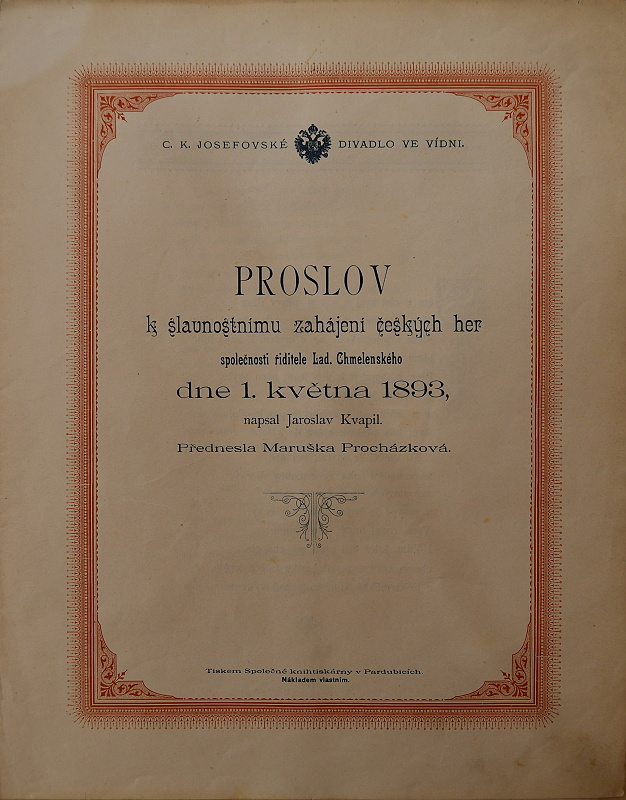 C. K. JOSEFOVSKÉ DIVADLO VE VÍDNI.
PROSLOV
k slavnostnímu zahájení českých her
společnosti řiditele Lad. Chmelenského
dne 1. května 1893,
napsal Jaroslav Kvapil.
Přednesla Maruška Procházková.
Tiskem Společné knihtiskárny v Pardubicích.
Nákladem vlastním.